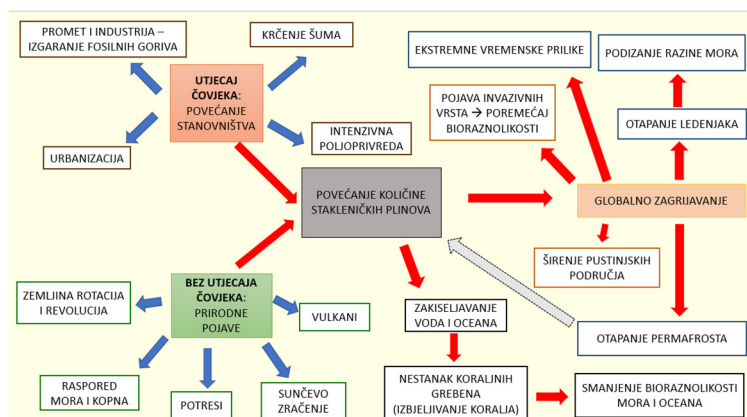 PROMET I INDUSTRIJA –
IZGARANJE FOSILNIH GORIVA
KRČENJE ŠUMA
UTJECAJ
ČOVJEKA:
POVEĆANJE
STANOVNIŠTVA
URBANIZACIJA
INTENZIVNA
POLJOPRIVREDA
EKSTREMNE VREMENSKE PRILIKE
PODIZANJE RAZINE MORA
POJAVA INVAZIVNIH
VRSTA → POREMEĆAJ
BIORAZNOLIKOSTI
OTAPANJE LEDENJAKA
POVEĆANJE KOLIČINE
STAKLENIČKIH PLINOVA
GLOBALNO ZAGRIJAVANJE
ŠIRENJE PUSTINJSKIH
PODRUČJA
BEZ UTJECAJA
ČOVJEKA:
PRIRODNE
POJAVE
ZEMLJINA ROTACIJA
I REVOLUCIJA
VULKANI
ZAKISELJAVANJE
VODA I OCEANA
OTAPANJE PERMAFROSTA
RASPORED
MORA I KOPNA
POTRESI
SUNČEVO
ZRAČENJE
NESTANAK KORALJNIH
GREBENA
(IZBJELJIVANJE KORALJA)
SMANJENJE BIORAZNOLIKOSTI
MORA I OCEANA